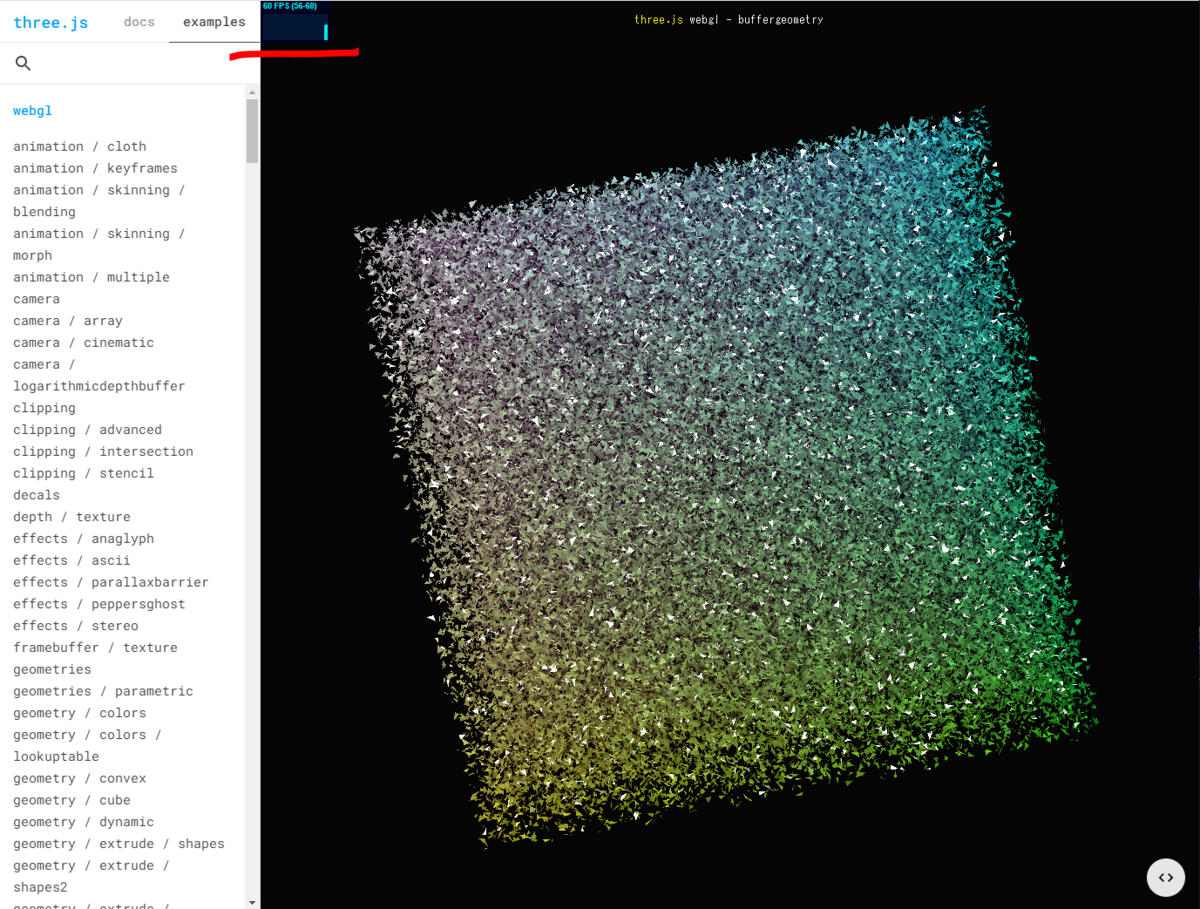 three.js docs examples
60 FPS (56-60)
three.js webgl - buffergeometry
webgl
animation / cloth
animation / keyframes
animation / skinning /
blending
animation / skinning /
morph
animation / multiple
camera
camera / array
camera / cinematic
camera /
logarithmicdepthbuffer
clipping
clipping / advanced
clipping / intersection
clipping / stencil
decals
depth / texture
effects / anaglyph
effects / ascii
effects / parallaxbarrier
effects / peppersghost
effects / stereo
framebuffer / texture
geometries
geometries / parametric
geometry / colors
geometry / colors /
lookuptable
geometry / convex
geometry / cube
geometry / dynamic
geometry / extrude / shapes
geometry / extrude /
shapes2
geometry / extrude /